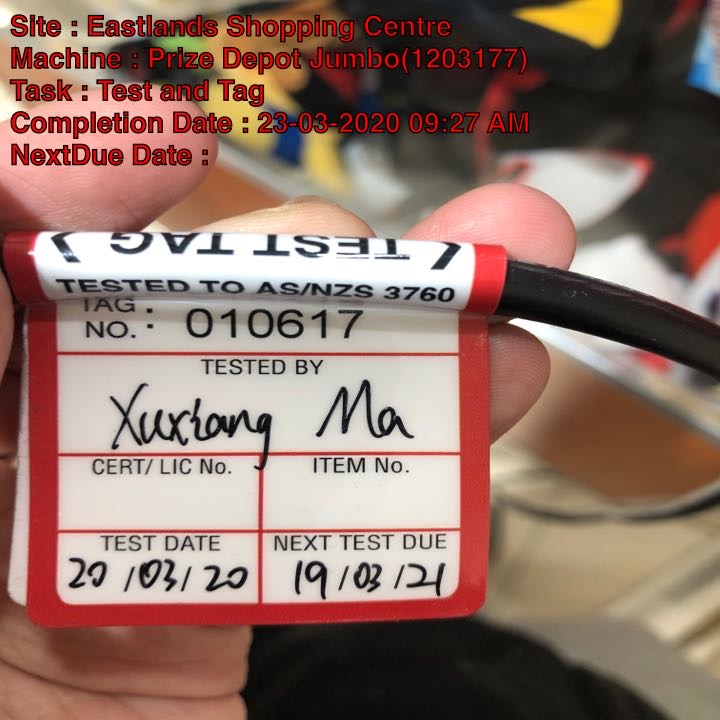 Site : Eastlands Shopping Centre
Machine : Prize Depot Jumbo(1203177)
Task : Test and Tag
Completion Date : 23-03-2020 09:27 AM
NextDue Date :
TEST TAG
TESTED TO AS/NZS 3760
TAG :
NO. : 010617
TESTED BY
Xuxiang Ma
CERT/ LIC No. ITEM No.
TEST DATE NEXT TEST DUE
20/03/20 19/03/21